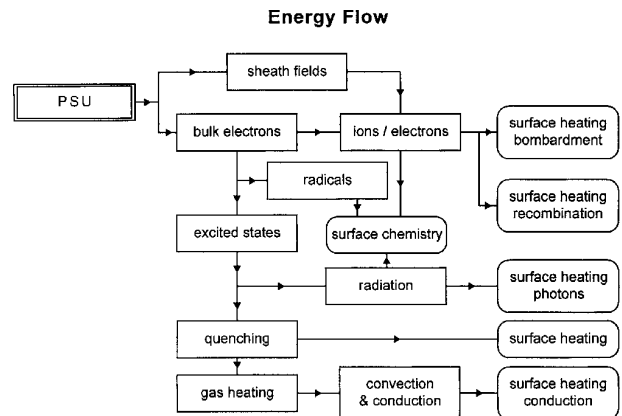 Energy Flow
sheath fields
PSU
bulk electrons
ions / electrons
surface heating
bombardment
radicals
surface heating
recombination
excited states
surface chemistry
radiation
surface heating
photons
quenching
surface heating
gas heating
convection
& conduction
surface heating
conduction